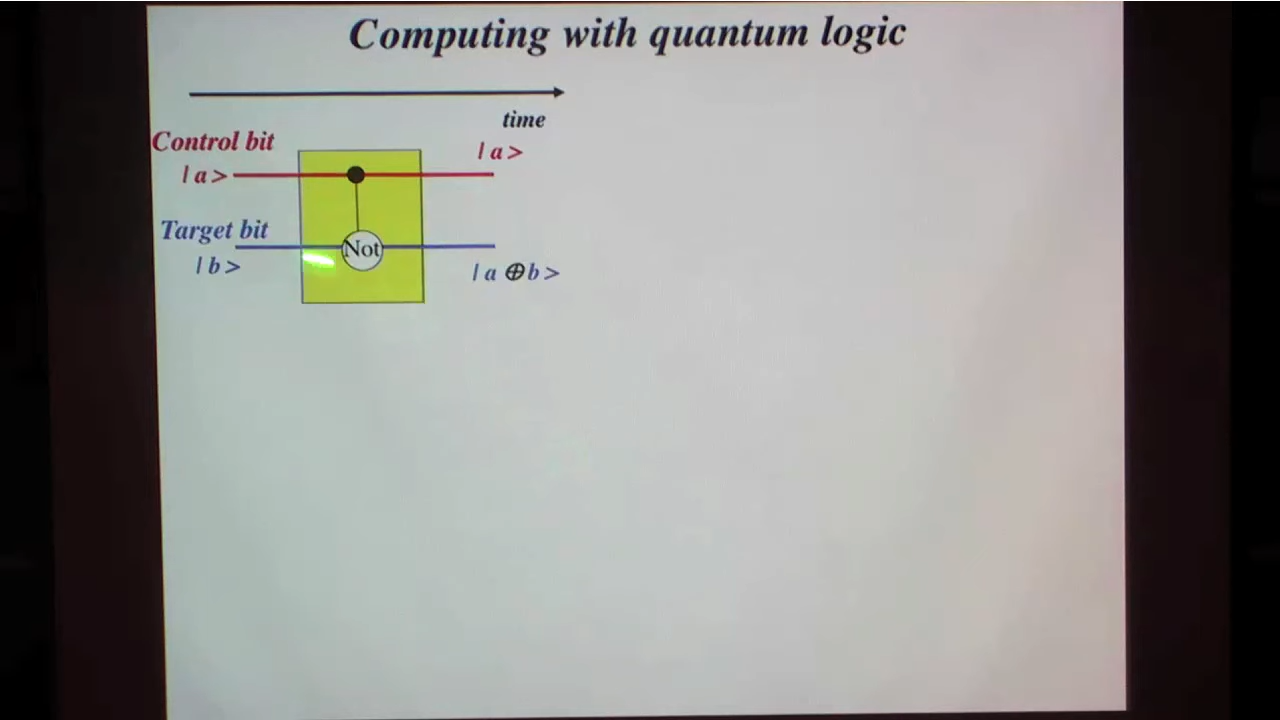 Computing with quantum logic
time
Control bit
| a >
| a >
Target bit
Not
| b >
| a ⊕ b >